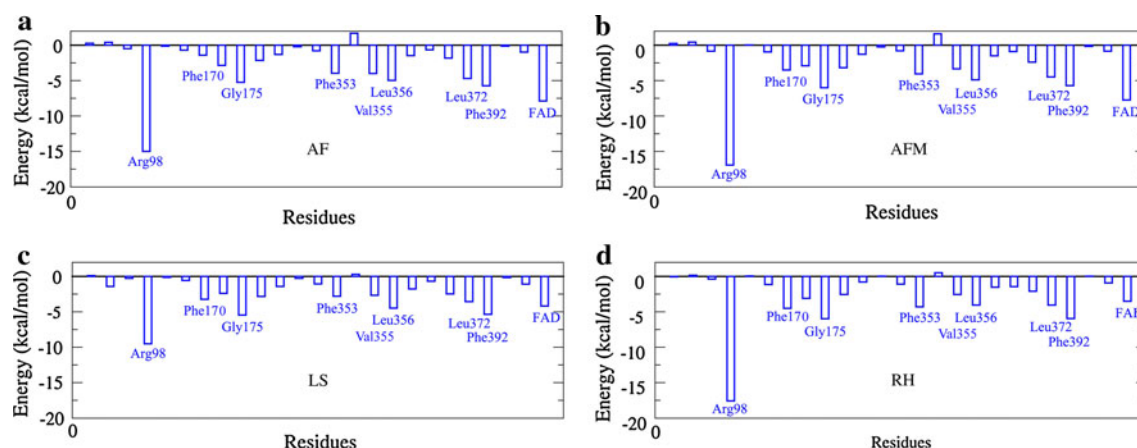 a
Energy (kcal/mol)
0
-5
-10
-15
-20
Phe170
Gly175
Phe353
Val355
Leu356
Leu372
Phe392
FAD
Arg98
AF
0
Residues
b
Energy (kcal/mol)
0
-5
-10
-15
-20
Phe170
Gly175
Phe353
Val355
Leu356
Leu372
Phe392
FAD
Arg98
AFM
0
Residues
c
Energy (kcal/mol)
0
-5
-10
-15
-20
Phe170
Gly175
Phe353
Val355
Leu356
Leu372
Phe392
FAD
Arg98
LS
0
Residues
d
Energy (kcal/mol)
0
-5
-10
-15
-20
Phe170
Gly175
Phe353
Val355
Leu356
Leu372
Phe392
Arg98
RH
0
Residues